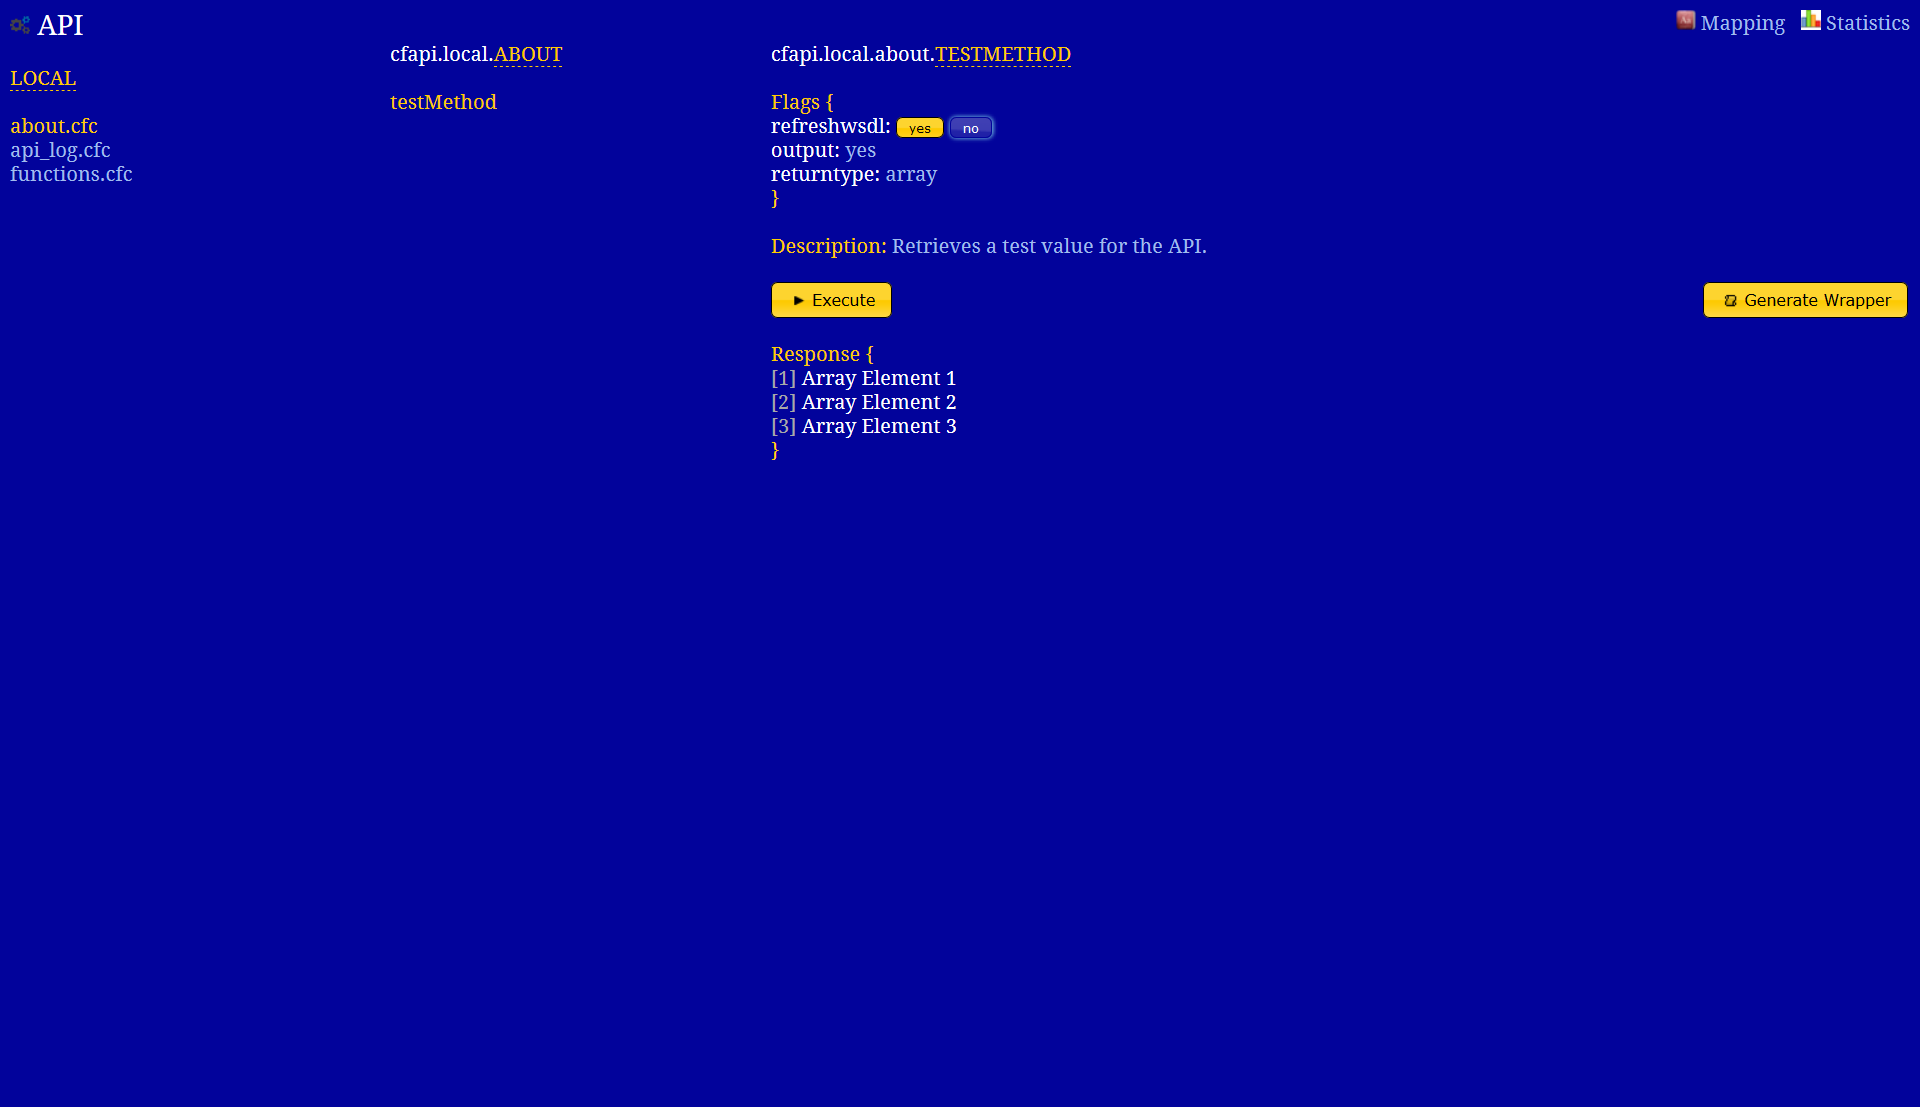 API
Mapping Statistics
LOCAL
about.cfc
api_log.cfc
functions.cfc
cfapi.local.ABOUT
testMethod
cfapi.local.about.TESTMETHOD
Flags {
refreshwsdl: yes no
output: yes
returntype: array
}
Description: Retrieves a test value for the API.
Execute
Generate Wrapper
Response {
[1] Array Element 1
[2] Array Element 2
[3] Array Element 3
}